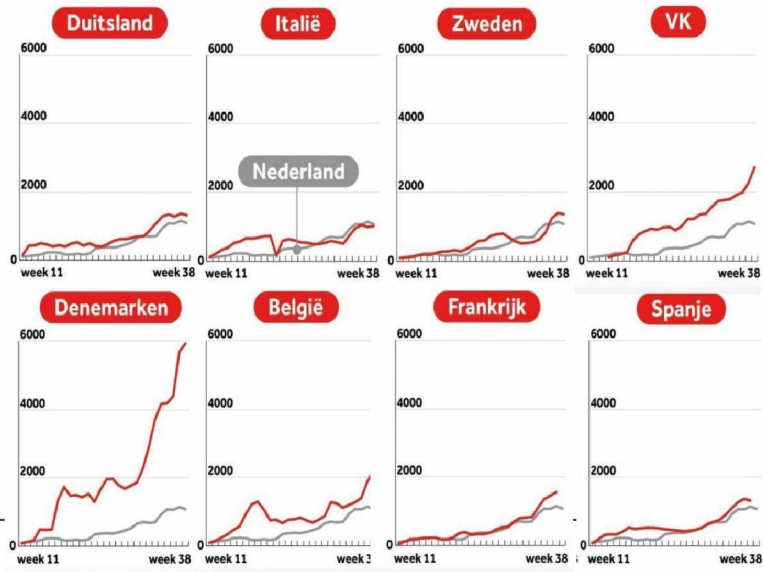 Duitsland
Italië
Zweden
VK
6000
6000
6000
6000
4000
4000
4000
4000
Nederland
2000
2000
2000
2000
0
0
0
0
week 11
week 38
week 11
week 38
week 11
week 38
week 11
week 38
Denemarken
België
Frankrijk
Spanje
6000
6000
6000
6000
4000
4000
4000
4000
2000
2000
2000
2000
0
0
0
0
week 11
week 38
week 11
week 3
week 11
week 38
week 11
week 38